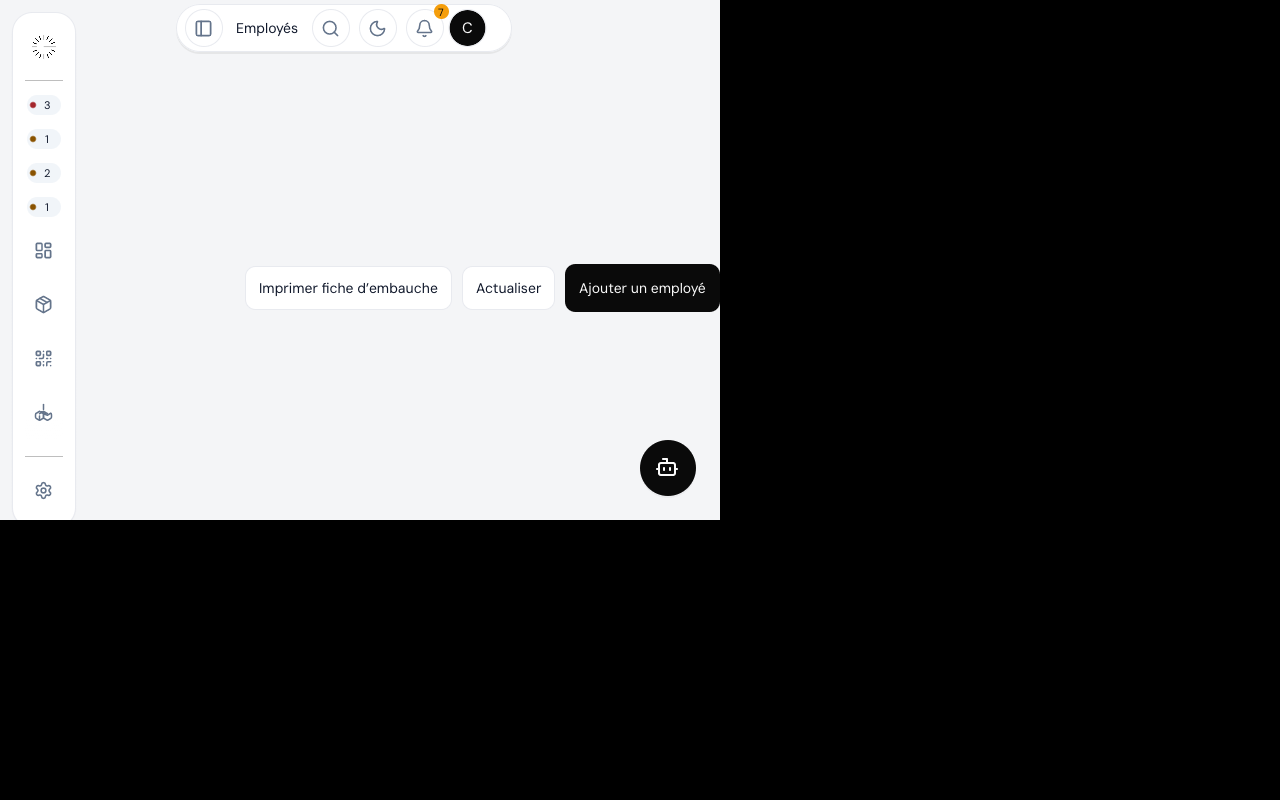 Employés
7
C
3
1
2
1
Imprimer fiche d’embauche
Actualiser
Ajouter un employé